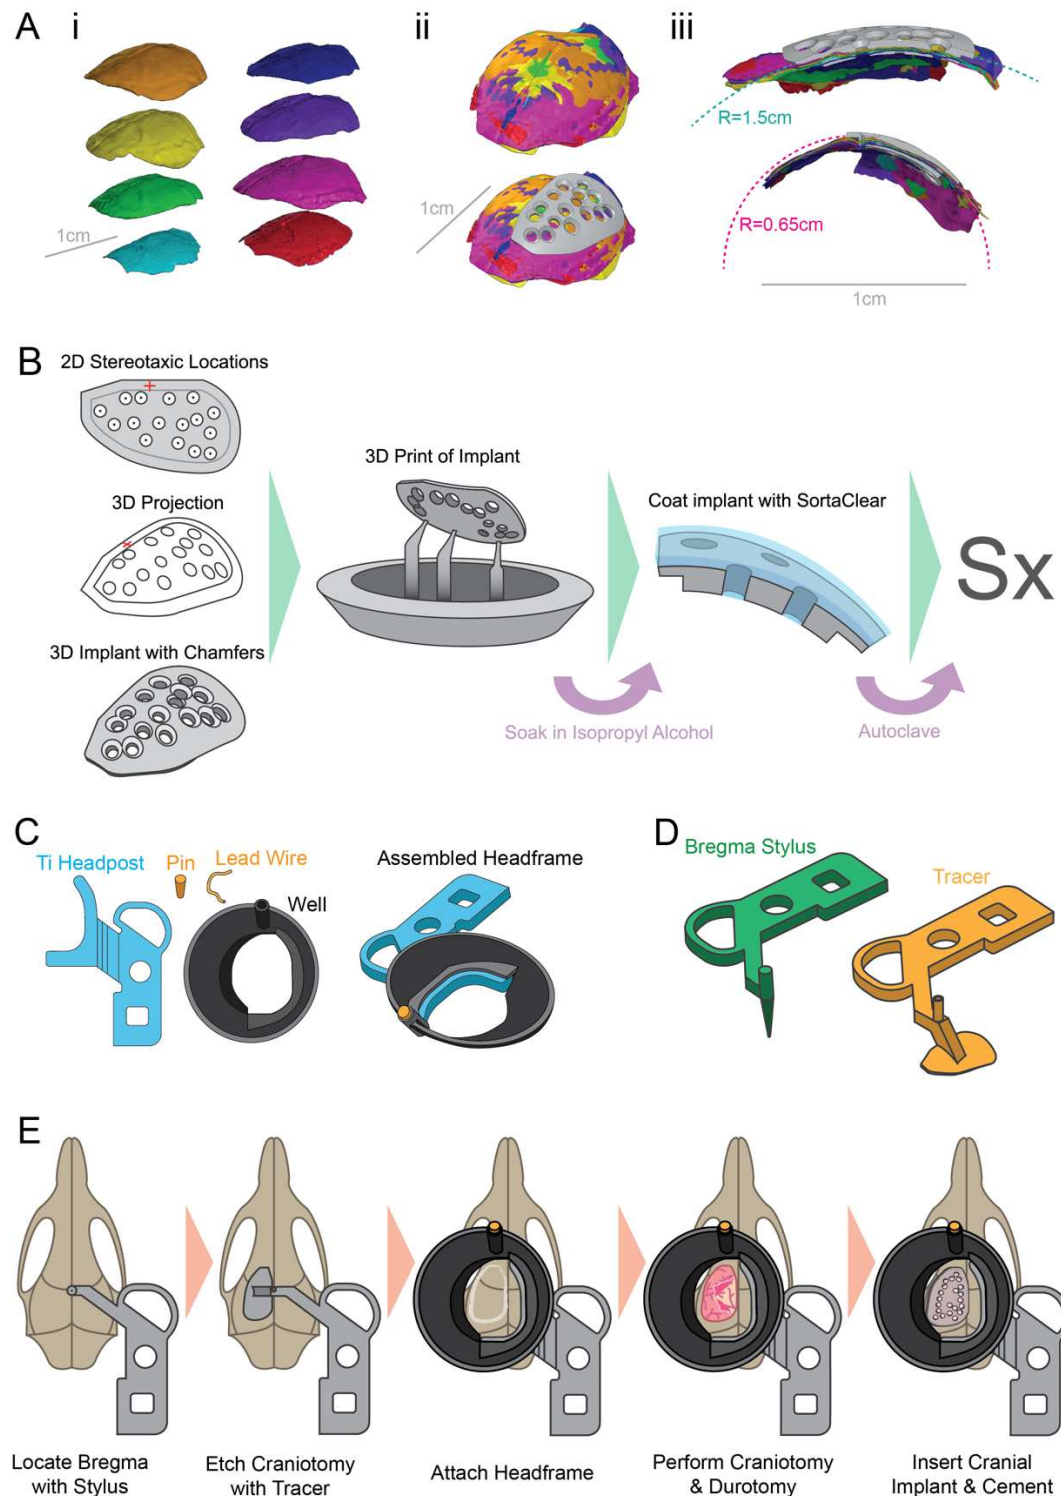 A i ii iii
1cm
1cm
R=1.5cm
R=0.65cm
1cm
B
2D Stereotaxic Locations
3D Projection
3D Implant with Chamfers
3D Print of Implant
Coat implant with SortaClear
Sx
Soak in Isopropyl Alcohol
Autoclave
C
Ti Headpost
Pin
Lead Wire
Well
Assembled Headframe
D
Bregma Stylus
Tracer
E
Locate Bregma
with Stylus
Etch Craniotomy
with Tracer
Attach Headframe
Perform Craniotomy
& Durotomy
Insert Cranial
Implant & Cement